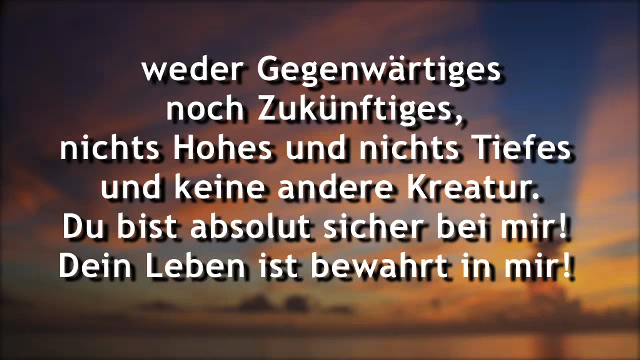 weder Gegenwärtiges
noch Zukünftiges,
nichts Hohes und nichts Tiefes
und keine andere Kreatur.
Du bist absolut sicher bei mir!
Dein Leben ist bewahrt in mir!